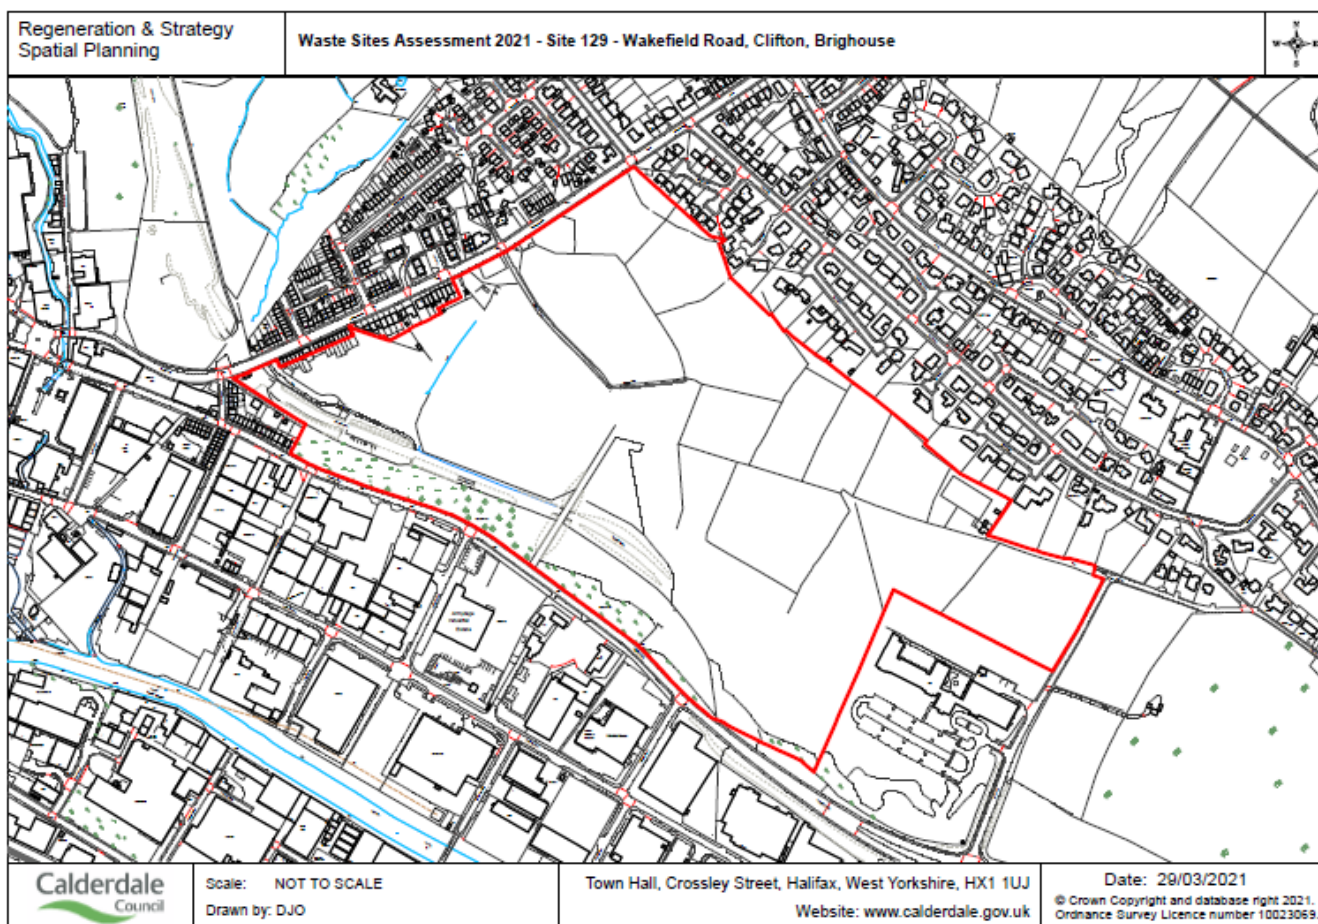 Regeneration & Strategy
Spatial Planning
Waste Sites Assessment 2021 - Site 129 - Wakefield Road, Clifton, Brighouse
N
W E
S
Calderdale
Council
Scale: NOT TO SCALE
Drawn by: DJO
Town Hall, Crossley Street, Halifax, West Yorkshire, HX1 1UJ
Website: www.calderdale.gov.uk
Date: 29/03/2021
© Crown Copyright and database right 2021.
Ordnance Survey Licence number 10023069.